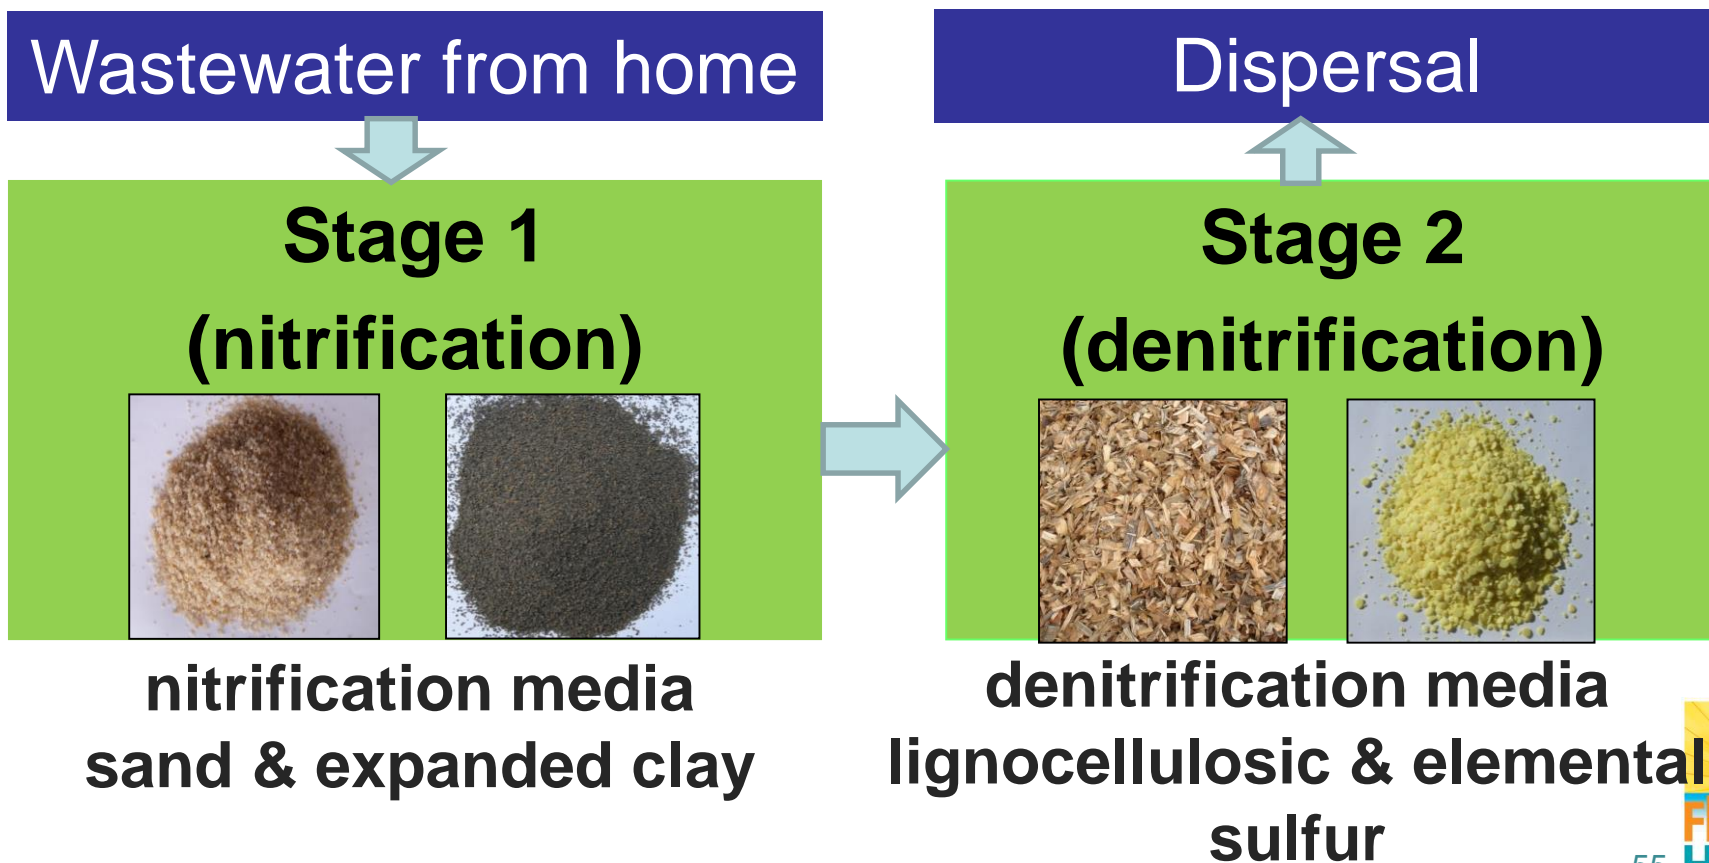 Wastewater from home
Dispersal
Stage 1
(nitrification)
Stage 2
(denitrification)
nitrification media
sand & expanded clay
denitrification media
lignocellulosic & elemental
sulfur
55